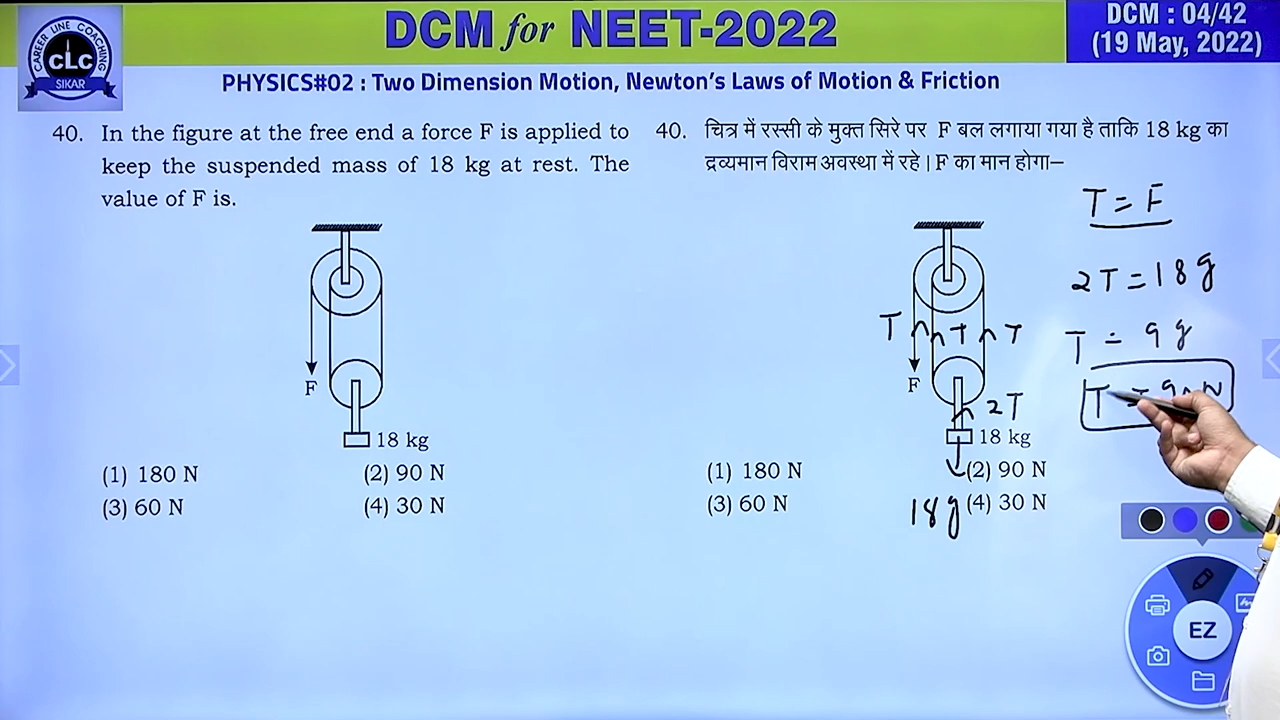 DCM for NEET-2022
DCM : 04/42
(19 May, 2022)
CAREER LINE COACHING
CLC
SIKAR
PHYSICS#02 : Two Dimension Motion, Newton's Laws of Motion & Friction
40. In the figure at the free end a force F is applied to
keep the suspended mass of 18 kg at rest. The
value of F is.
F
18 kg
(1) 180 N (2) 90 N
(3) 60 N (4) 30 N
40. चित्र में रस्सी के मुक्त सिरे पर F बल लगाया गया है ताकि 18 kg का
द्रव्यमान विराम अवस्था में रहे। F का मान होगा–
T T T
F
2T
18 kg
(1) 180 N (2) 90 N
(3) 60 N (4) 30 N
18g
T = F
2T = 18g
T = 9g
T =
EZ